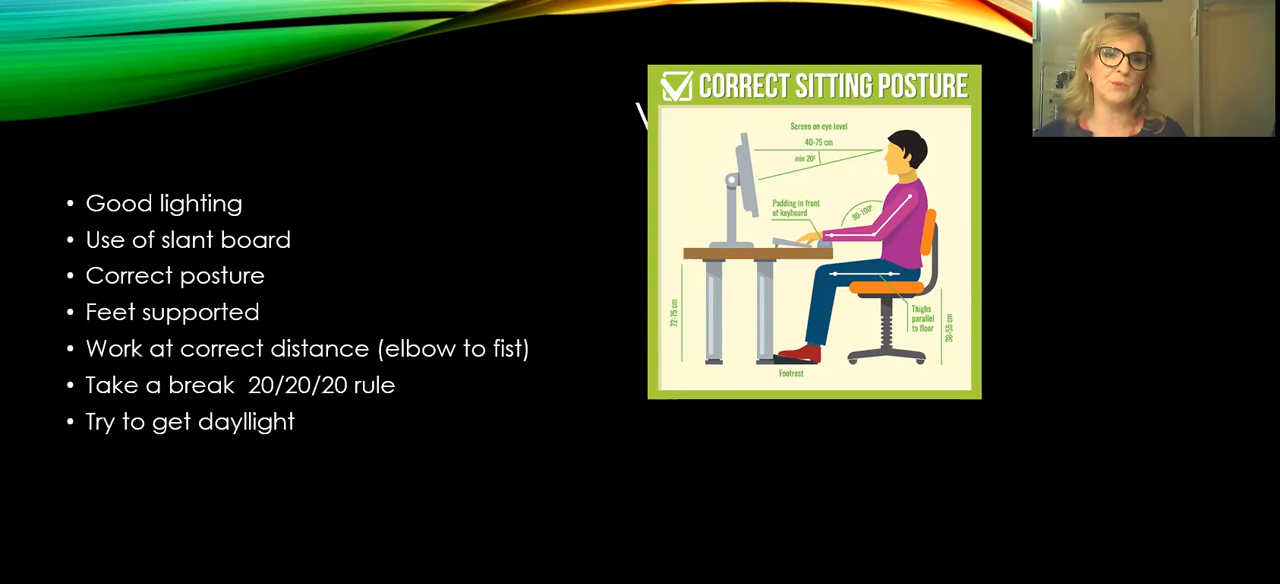 Good lighting
Use of slant board
Correct posture
Feet supported
Work at correct distance (elbow to fist)
Take a break 20/20/20 rule
Try to get dayllight
CORRECT SITTING POSTURE
Screen on eye level
40-75 cm
min 20°
Padding in front
of keyboard
90-100°
72-75 cm
Thighs
parallel
to floor
38-55 cm
Footrest